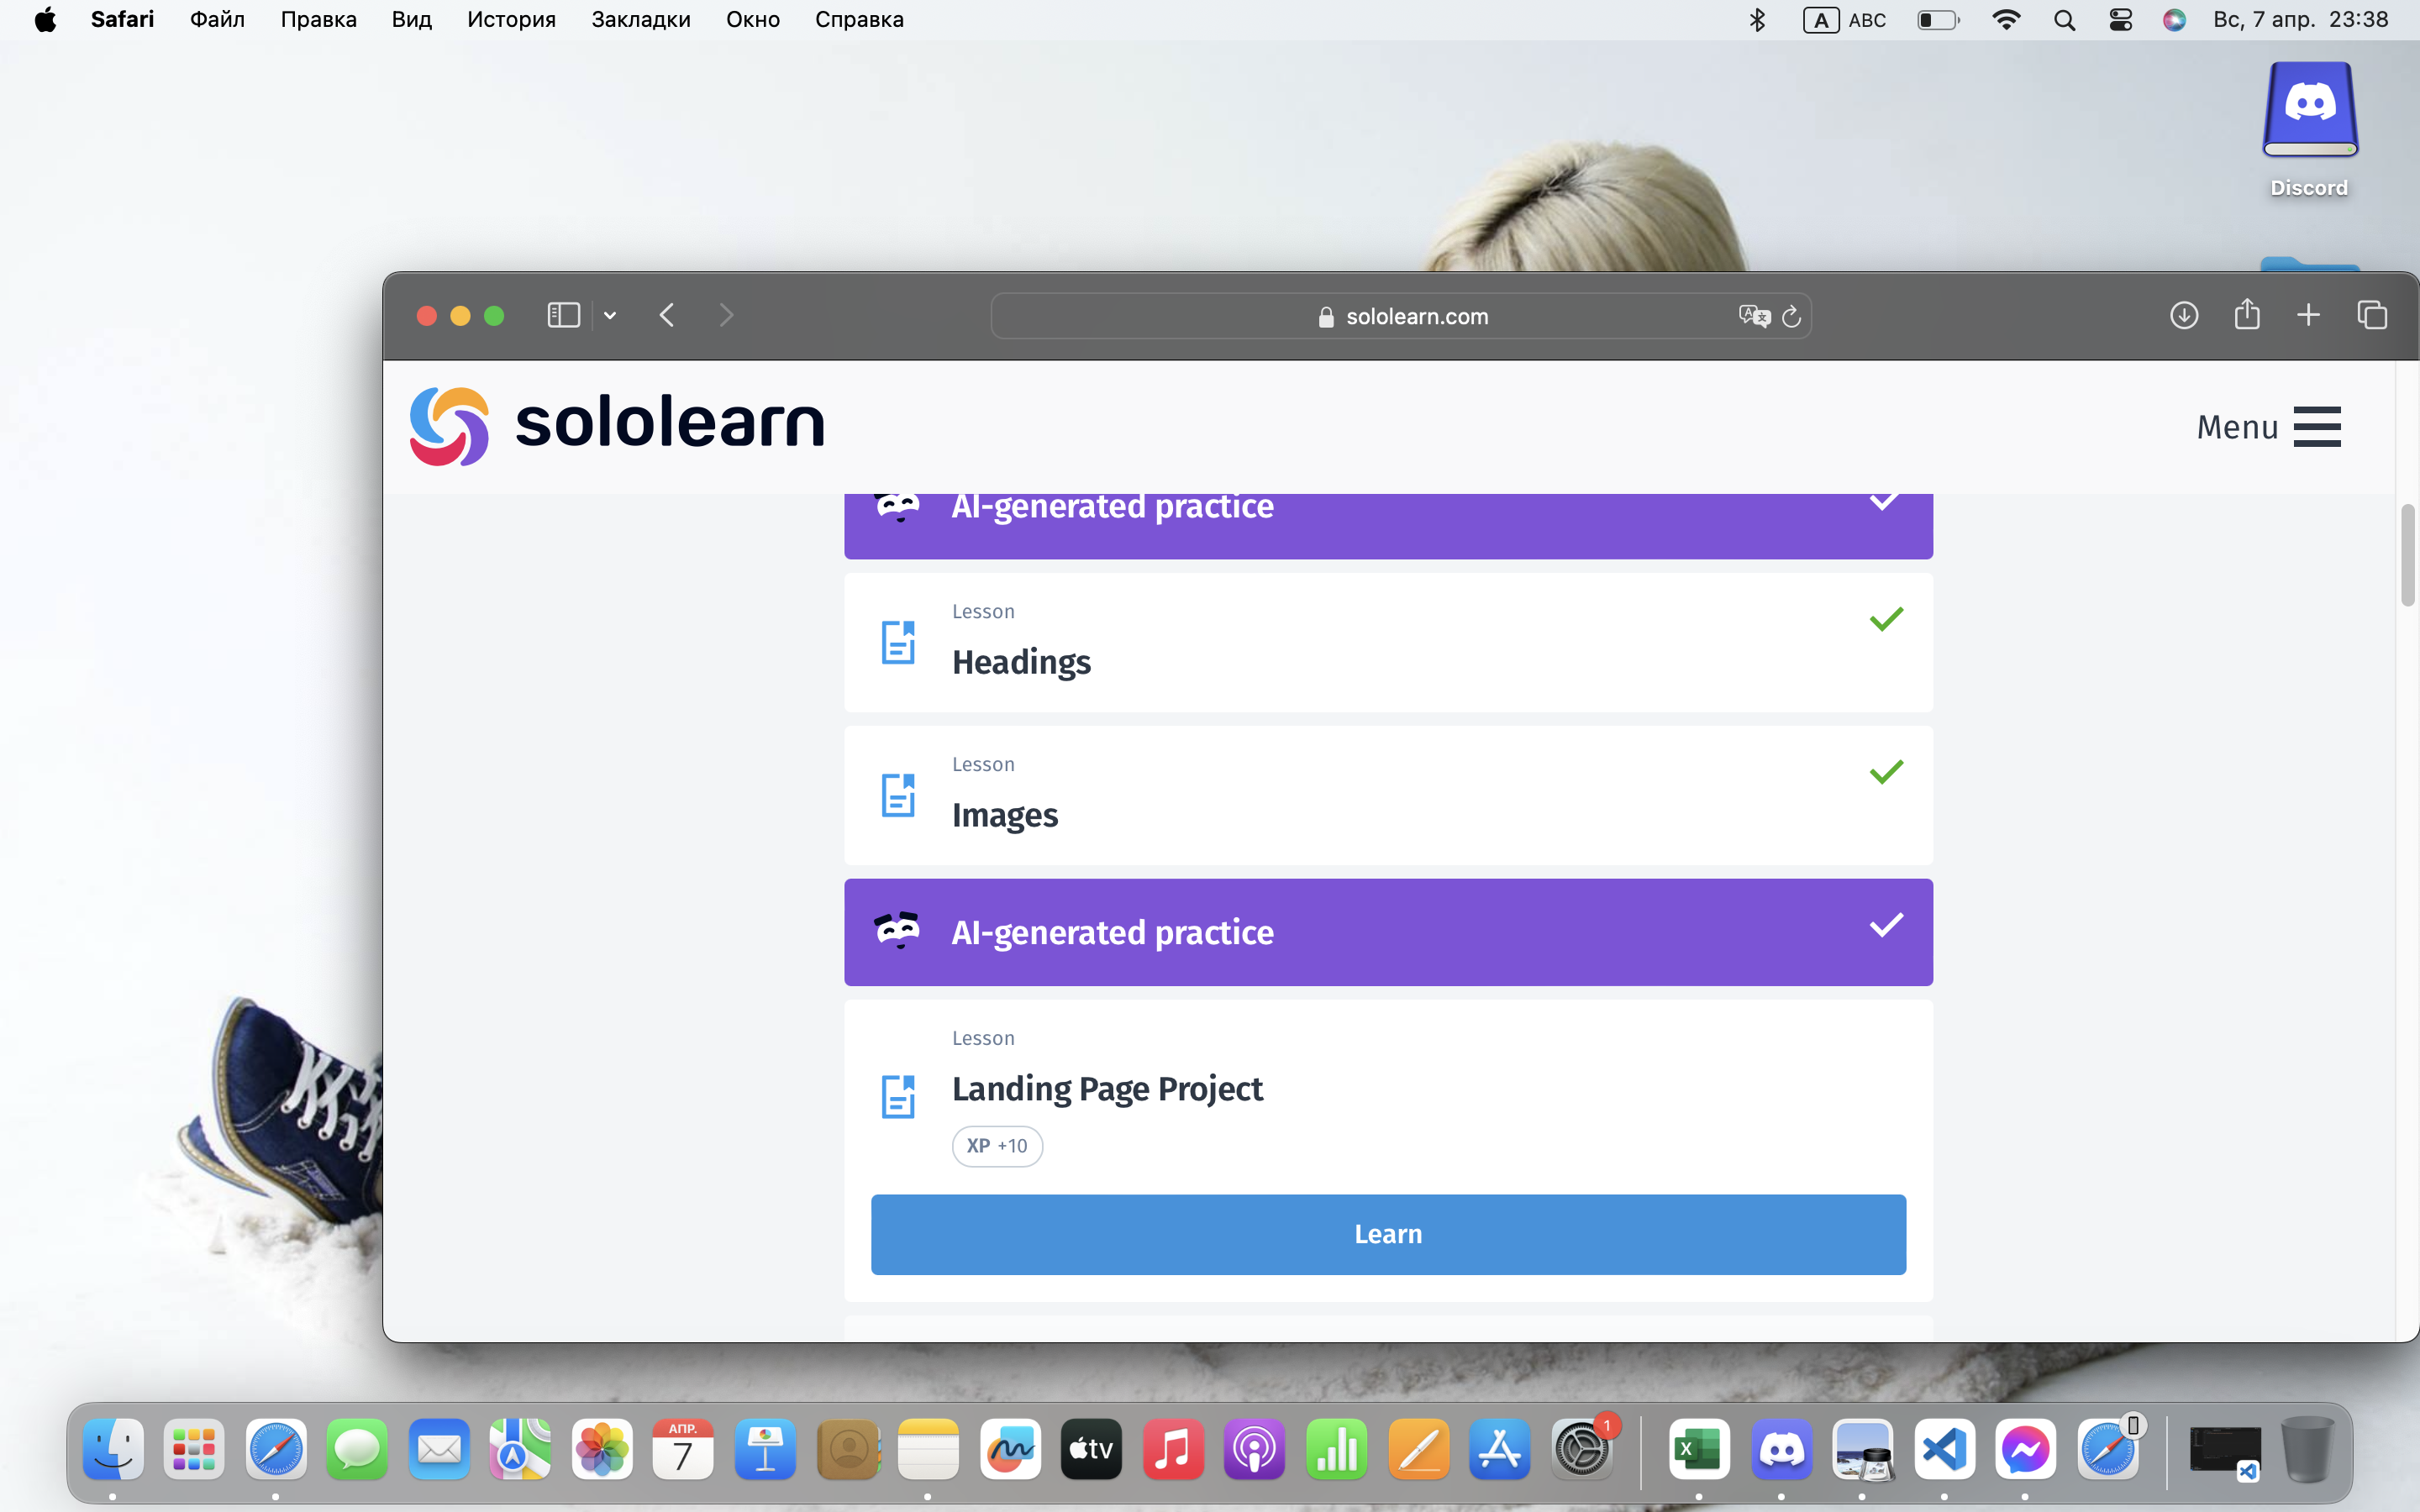 Safari Файл Правка Вид История Закладки Окно Справка A ABC Вс, 7 апр. 23:38
Discord
sololearn.com
sololearn Menu
AI-generated practice
Lesson
Headings
Lesson
Images
AI-generated practice
Lesson
Landing Page Project
XP +10
Learn
АПР.
7
tv
1
X